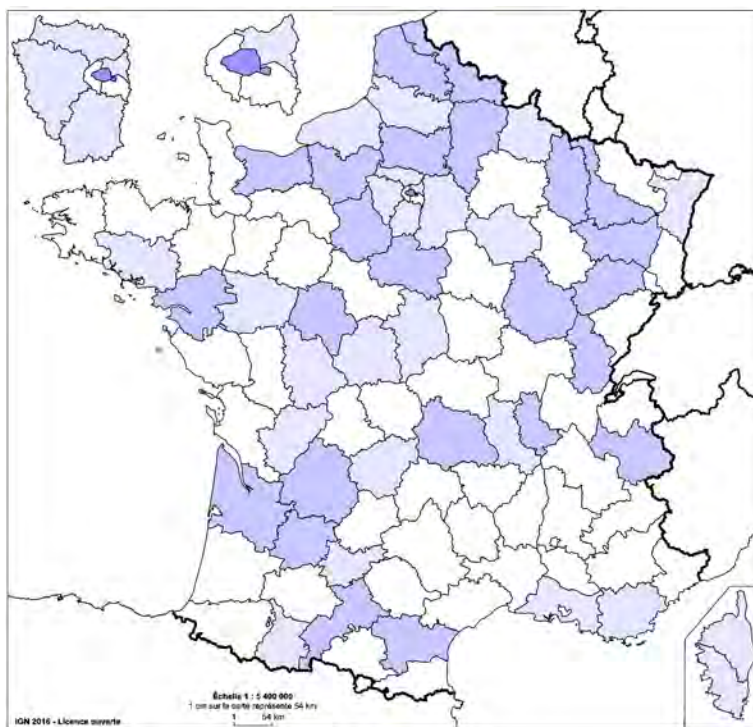 Échelle 1 : 5 400 000
1 cm sur la carte représente 54 km
1 54 km
IGN 2016 - Licence ouverte